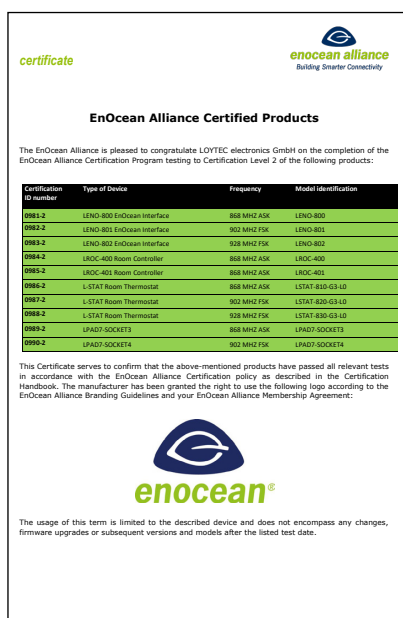 certificate
enocean alliance
Building Smarter Connectivity
EnOcean Alliance Certified Products
The EnOcean Alliance is pleased to congratulate LOYTEC electronics GmbH on the completion of the
EnOcean Alliance Certification Program testing to Certification Level 2 of the following products:
Certification ID number Type of Device Frequency Model identification
0981-2 LENO-800 EnOcean Interface 868 MHZ ASK LENO-800
0982-2 LENO-801 EnOcean Interface 902 MHZ FSK LENO-801
0983-2 LENO-802 EnOcean Interface 928 MHZ FSK LENO-802
0984-2 LROC-400 Room Controller 868 MHZ ASK LROC-400
0985-2 LROC-401 Room Controller 868 MHZ ASK LROC-401
0986-2 L-STAT Room Thermostat 868 MHZ ASK LSTAT-810-G3-L0
0987-2 L-STAT Room Thermostat 902 MHZ FSK LSTAT-820-G3-L0
0988-2 L-STAT Room Thermostat 928 MHZ FSK LSTAT-830-G3-L0
0989-2 LPAD7-SOCKET3 868 MHZ ASK LPAD7-SOCKET3
0990-2 LPAD7-SOCKET4 902 MHZ FSK LPAD7-SOCKET4
This Certificate serves to confirm that the above-mentioned products have passed all relevant tests
in accordance with the EnOcean Alliance Certification policy as described in the Certification
Handbook. The manufacturer has been granted the right to use the following logo according to the
EnOcean Alliance Branding Guidelines and your EnOcean Alliance Membership Agreement:
enocean®
The usage of this term is limited to the described device and does not encompass any changes,
firmware upgrades or subsequent versions and models after the listed test date.